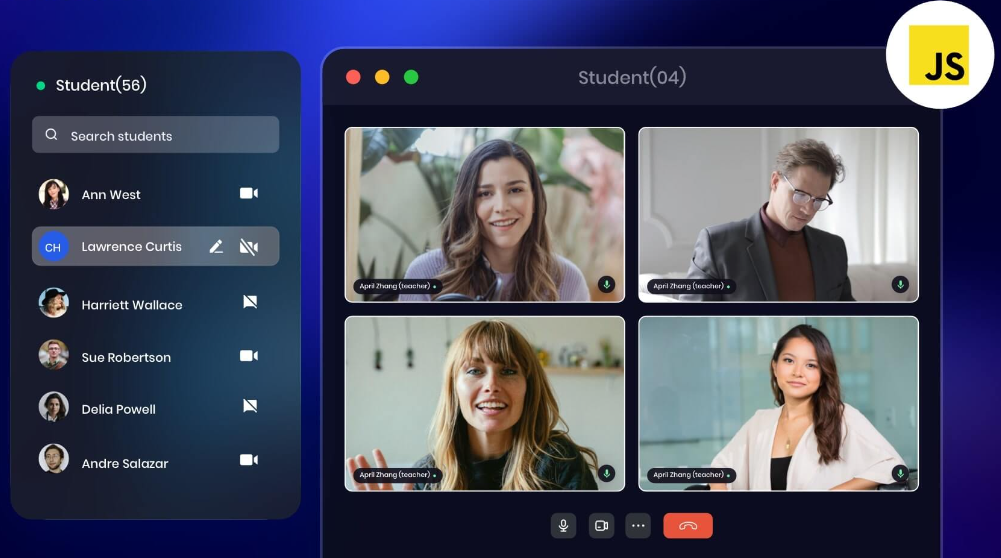 Student(56)
Search students
Ann West
CH
Lawrence Curtis
Harriett Wallace
Sue Robertson
Delia Powell
Andre Salazar
Student(04)
JS
April Zhang (teacher)
April Zhang (teacher)
April Zhang (teacher)
April Zhang (teacher)